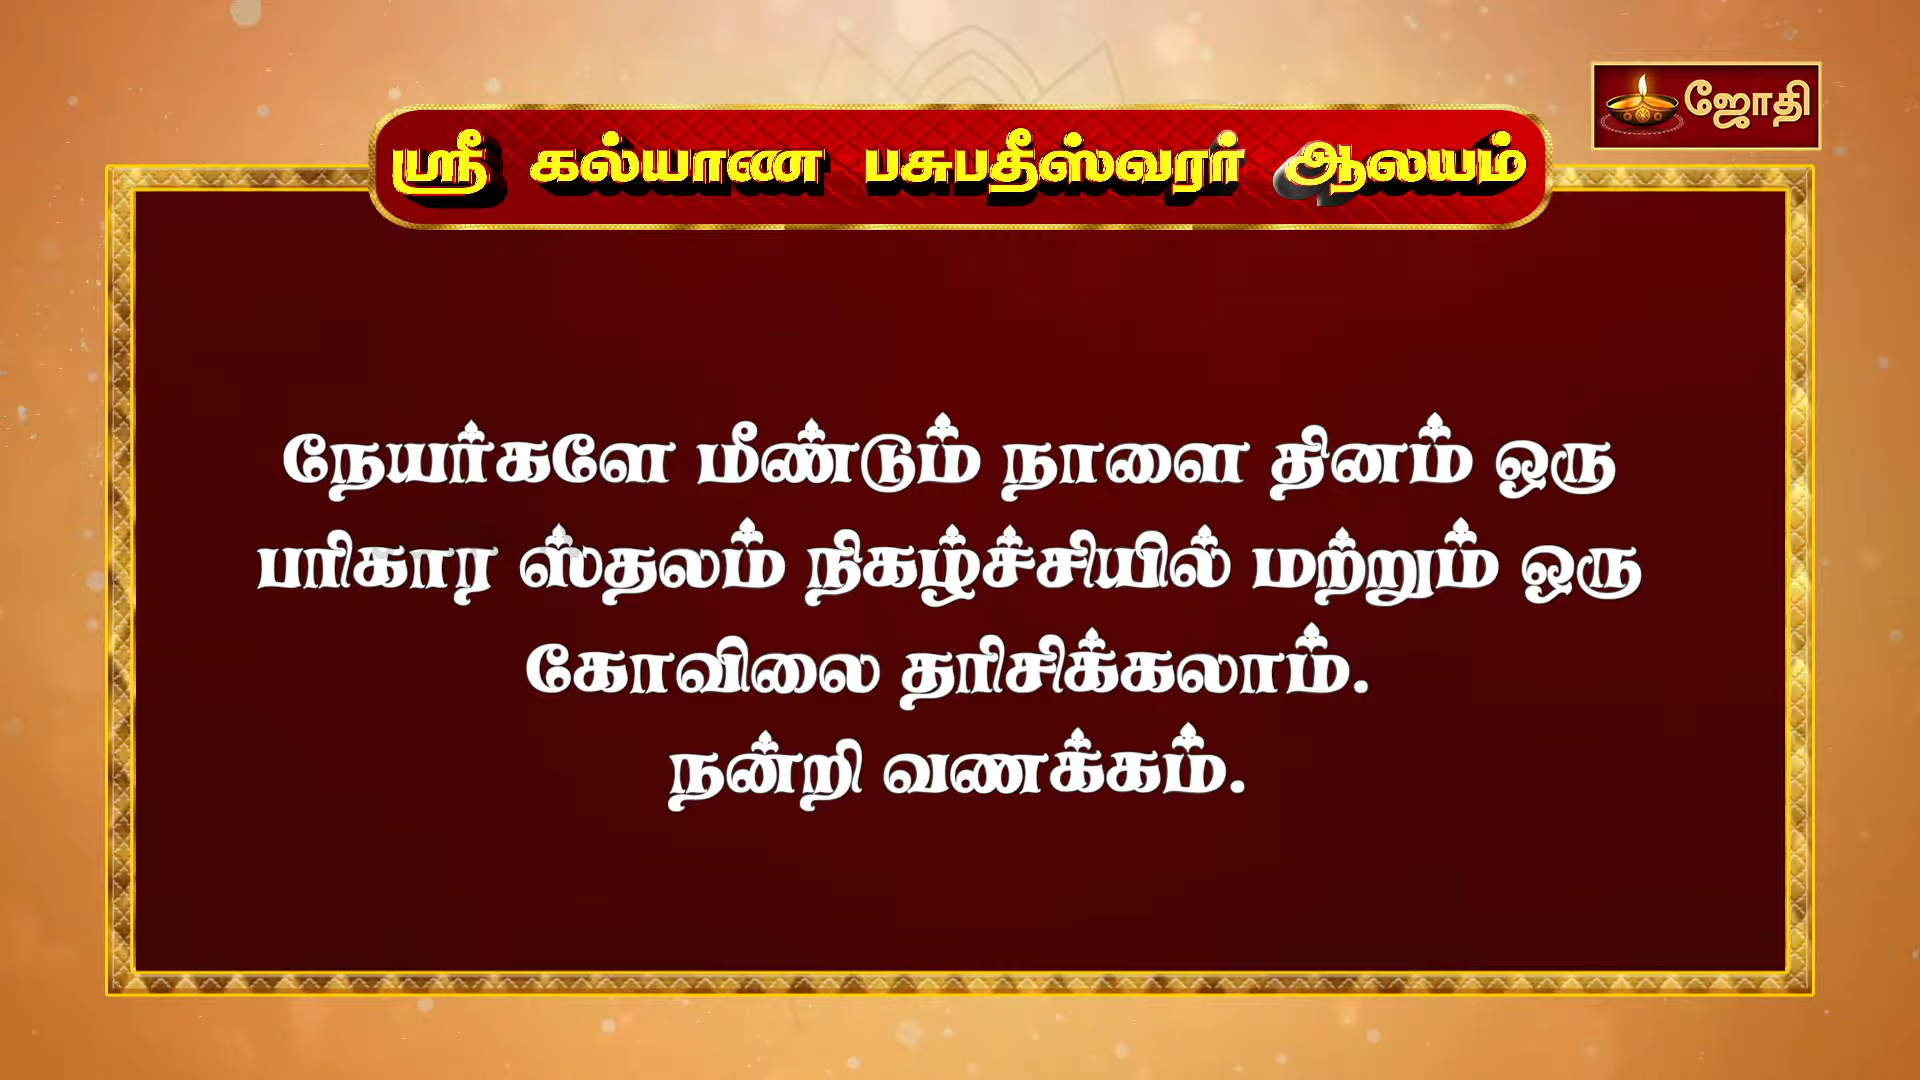 ஜோதி
ஸ்ரீ கல்யாண பசுபதீஸ்வரர் ஆலயம்
நேயர்களே மீண்டும் நாளை தினம் ஒரு
பரிகார ஸ்தலம் நிகழ்ச்சியில் மற்றும் ஒரு
கோவிலை தரிசிக்கலாம்.
நன்றி வணக்கம்.